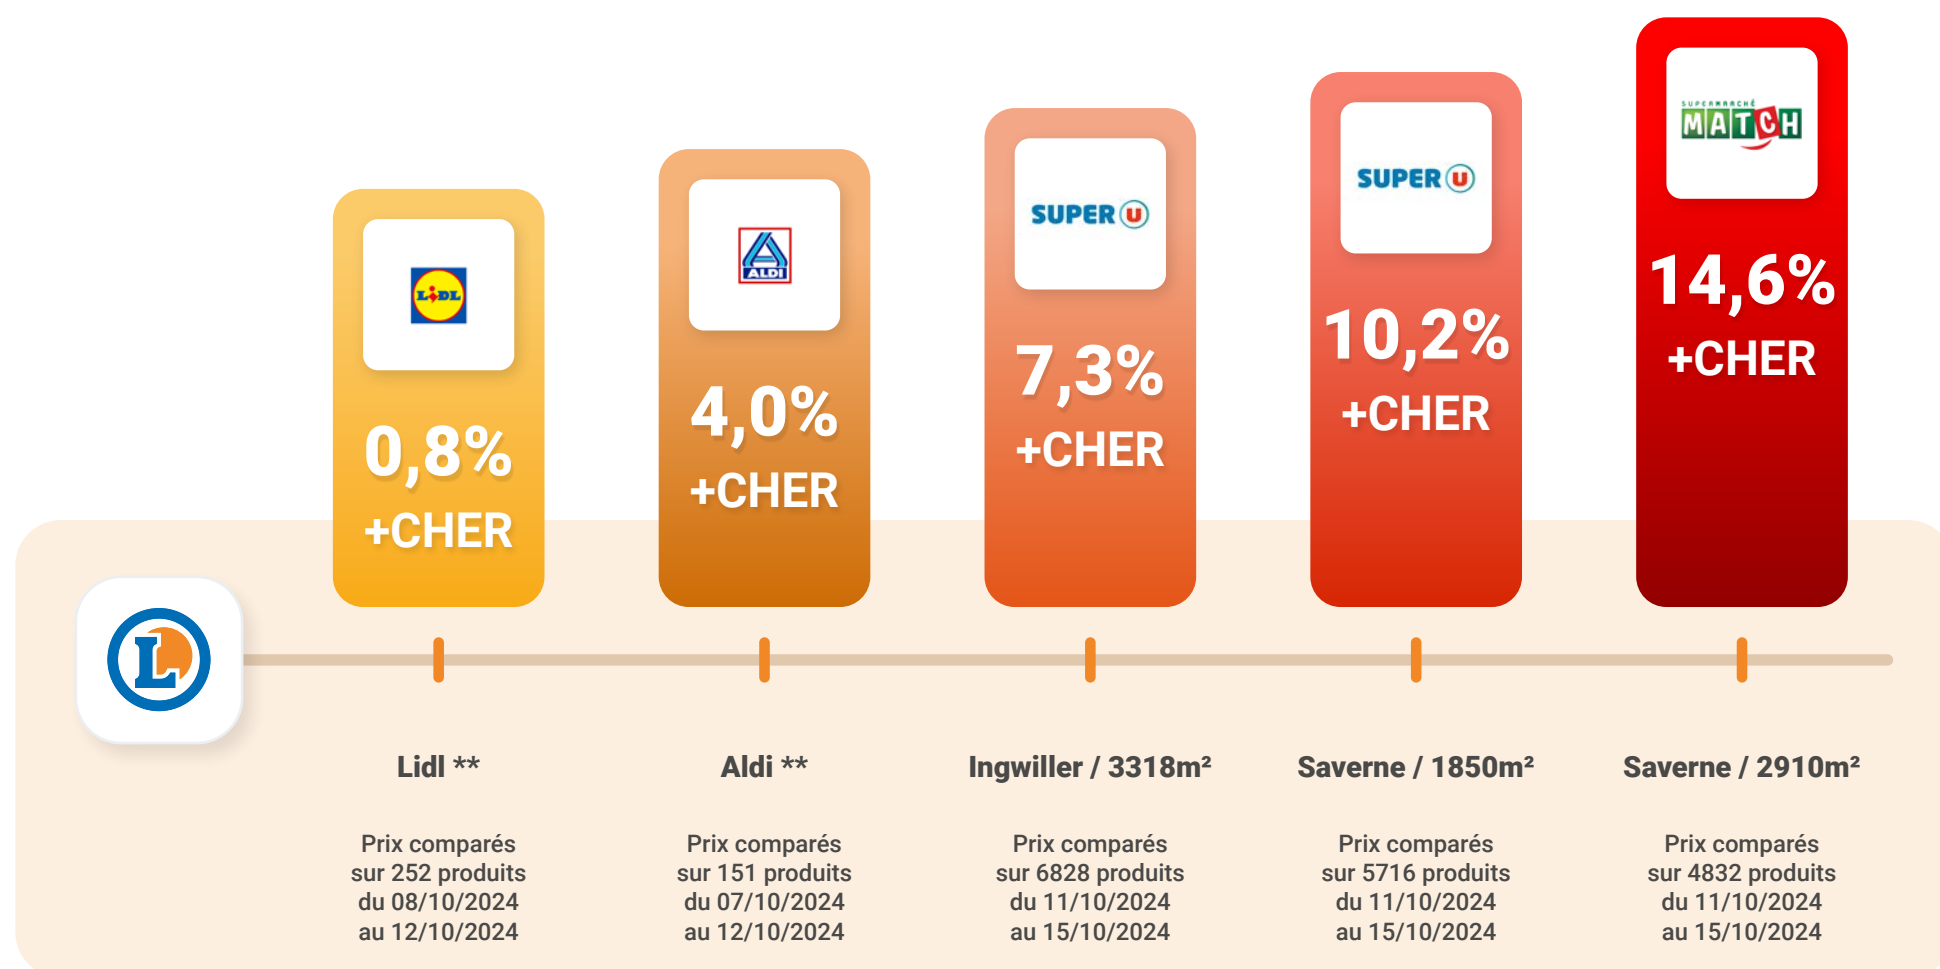 LIDL
0,8%
+CHER
ALDI
4,0%
+CHER
SUPER U
7,3%
+CHER
SUPER U
10,2%
+CHER
SUPERMARCHÉ
MATCH
14,6%
+CHER
L
Lidl **
Prix comparés
sur 252 produits
du 08/10/2024
au 12/10/2024
Aldi **
Prix comparés
sur 151 produits
du 07/10/2024
au 12/10/2024
Ingwiller / 3318m²
Prix comparés
sur 6828 produits
du 11/10/2024
au 15/10/2024
Saverne / 1850m²
Prix comparés
sur 5716 produits
du 11/10/2024
au 15/10/2024
Saverne / 2910m²
Prix comparés
sur 4832 produits
du 11/10/2024
au 15/10/2024